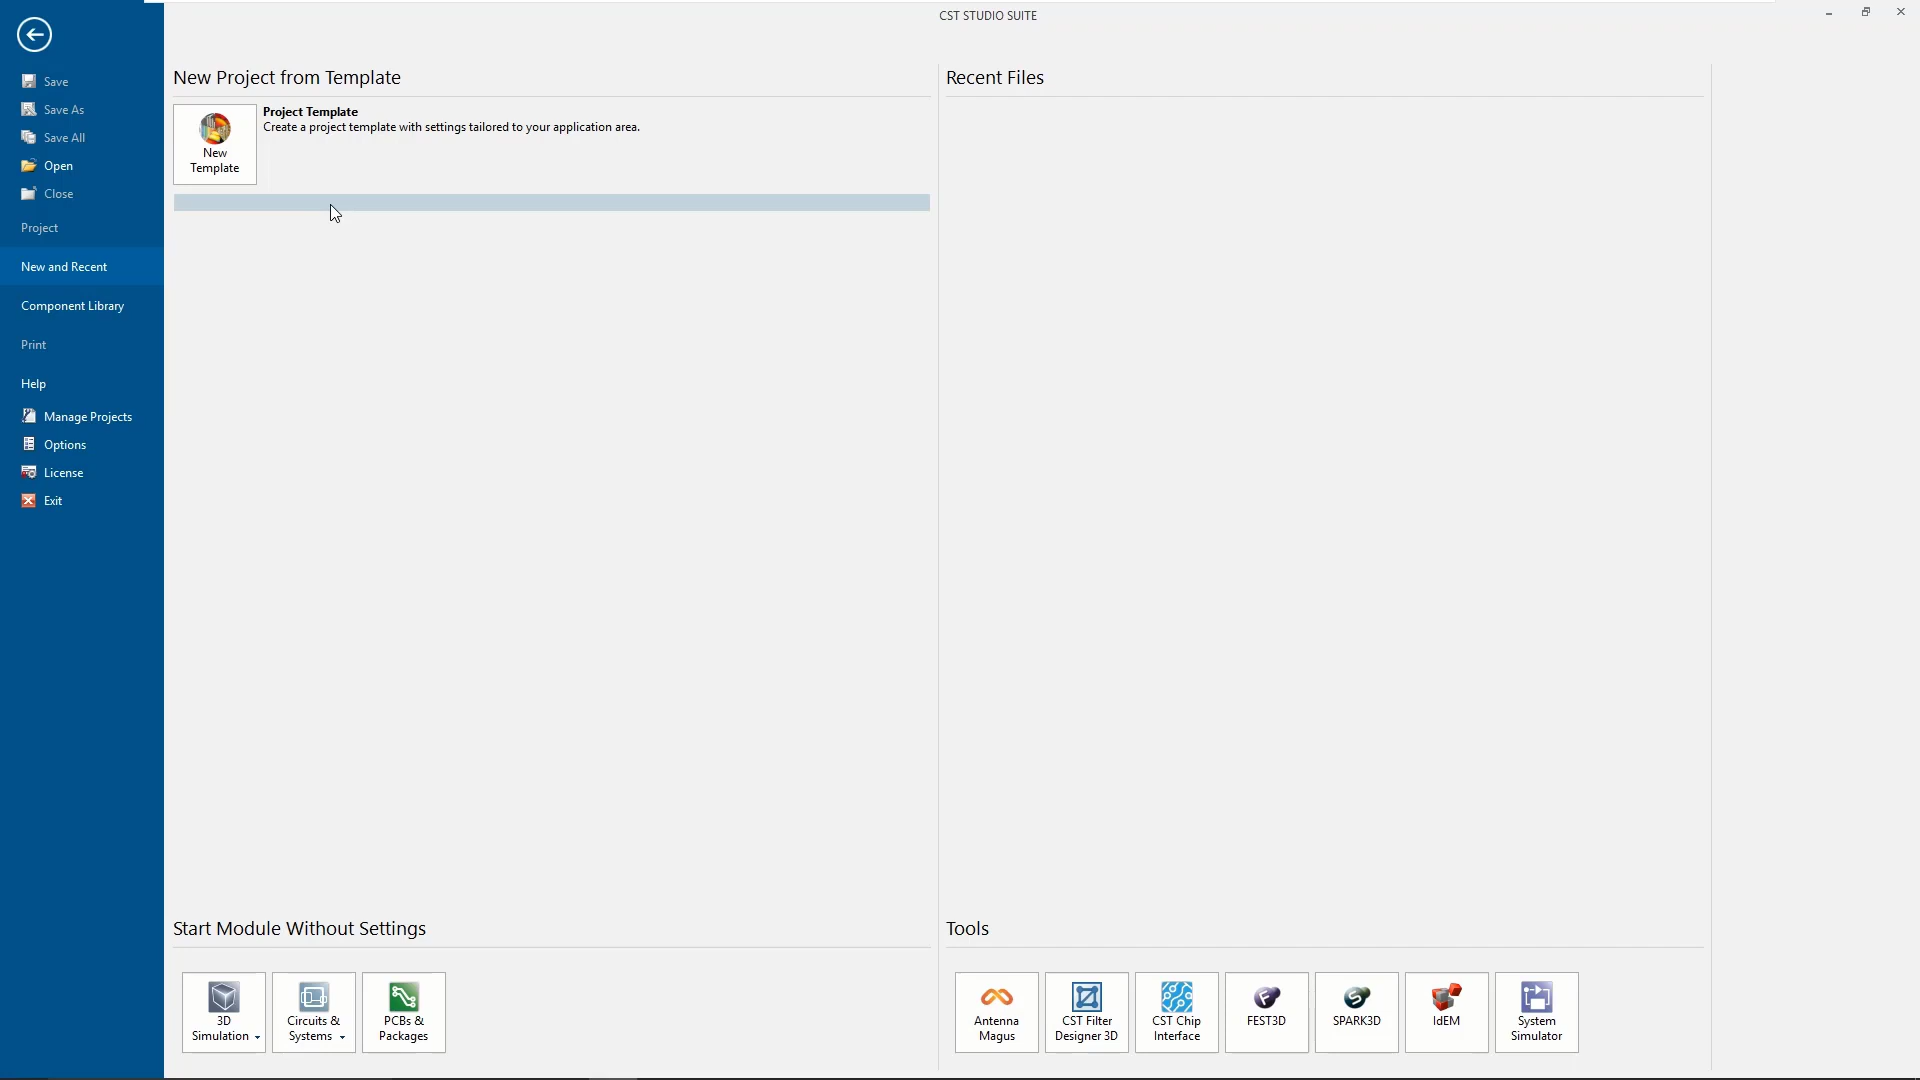 CST STUDIO SUITE
Save
Save As
Save All
Open
Close
Project
New and Recent
Component Library
Print
Help
Manage Projects
Options
License
Exit
New Project from Template
New
Template
Project Template
Create a project template with settings tailored to your application area.
Recent Files
Start Module Without Settings
3D
Simulation
Circuits &
Systems
PCBs &
Packages
Tools
Antenna
Magus
CST Filter
Designer 3D
CST Chip
Interface
FEST3D
SPARK3D
IdEM
System
Simulator